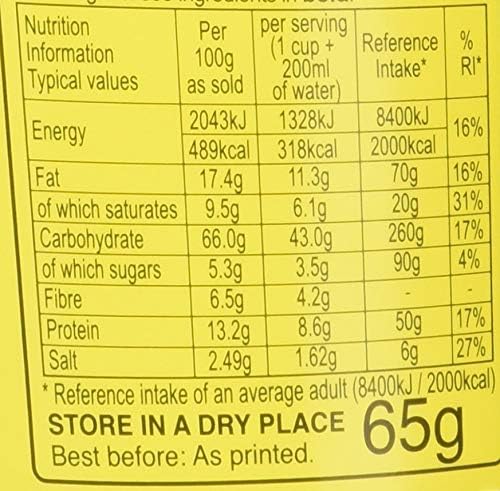 ingredients in
Nutrition Information Typical values | Per 100g as sold | per serving (1 cup + 200ml of water) | Reference Intake* | % RI*
Energy | 2043kJ | 1328kJ | 8400kJ | 16%
489kcal | 318kcal | 2000kcal
Fat | 17.4g | 11.3g | 70g | 16%
of which saturates | 9.5g | 6.1g | 20g | 31%
Carbohydrate | 66.0g | 43.0g | 260g | 17%
of which sugars | 5.3g | 3.5g | 90g | 4%
Fibre | 6.5g | 4.2g | - | -
Protein | 13.2g | 8.6g | 50g | 17%
Salt | 2.49g | 1.62g | 6g | 27%
* Reference intake of an average adult (8400kJ / 2000kcal)
STORE IN A DRY PLACE 65g
Best before: As printed.